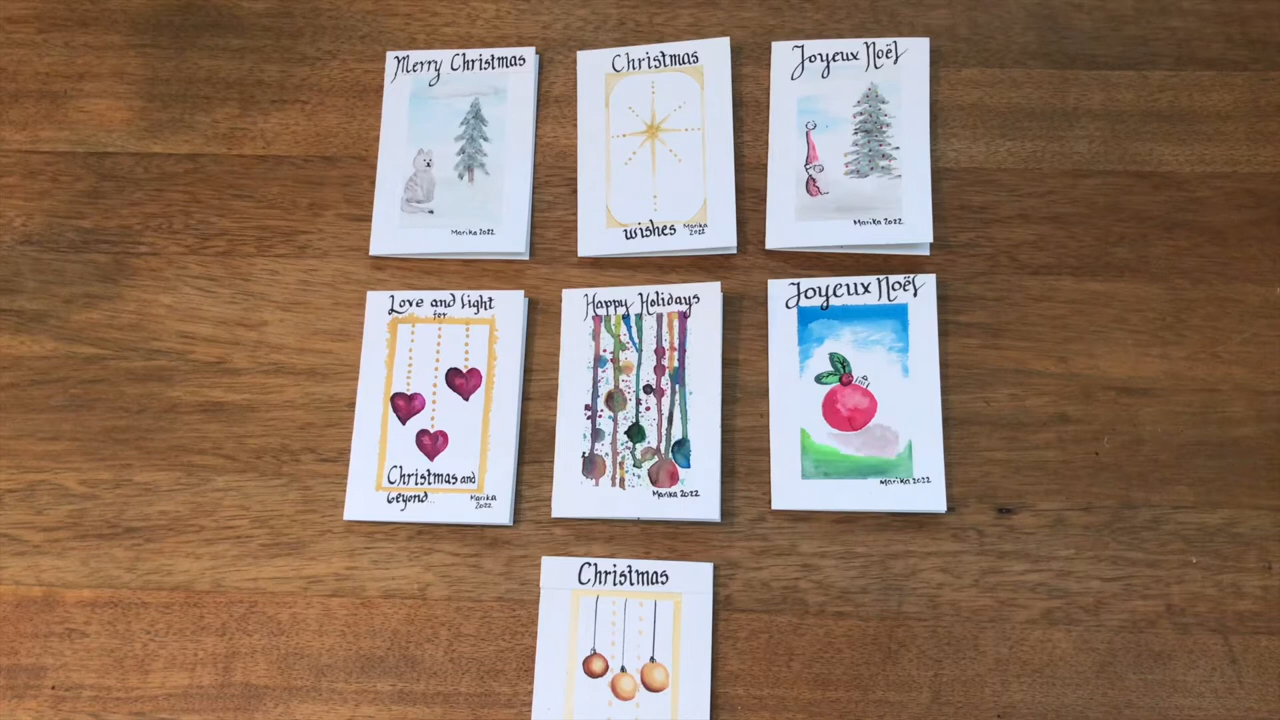 Merry Christmas
Marika 2022
Christmas
wishes
Marika
2022
Joyeux Noël
Marika 2022
Love and Light
for
Christmas and
beyond...
Marika
2022
Happy Holidays
Marika 2022
Joyeux Noël
Marika 2022
Christmas